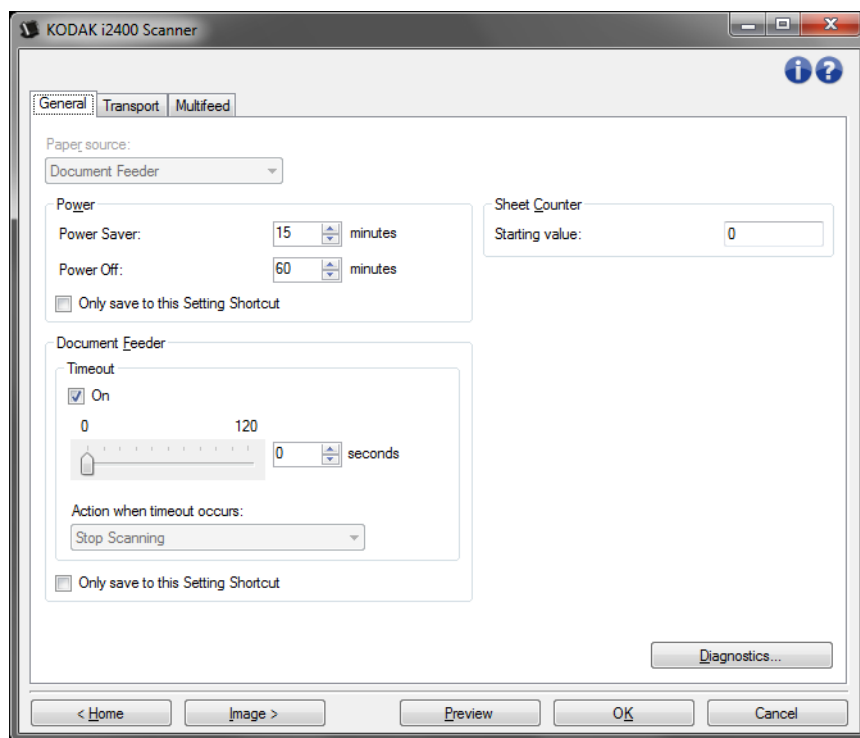 KODAK i2400 Scanner
General Transport Multifeed
Paper source:
Document Feeder
Power
Power Saver: 15 minutes
Power Off: 60 minutes
Only save to this Setting Shortcut
Sheet Counter
Starting value: 0
Document Feeder
Timeout
On
0 120
0 seconds
Action when timeout occurs:
Stop Scanning
Only save to this Setting Shortcut
Diagnostics...
< Home Image > Preview OK Cancel